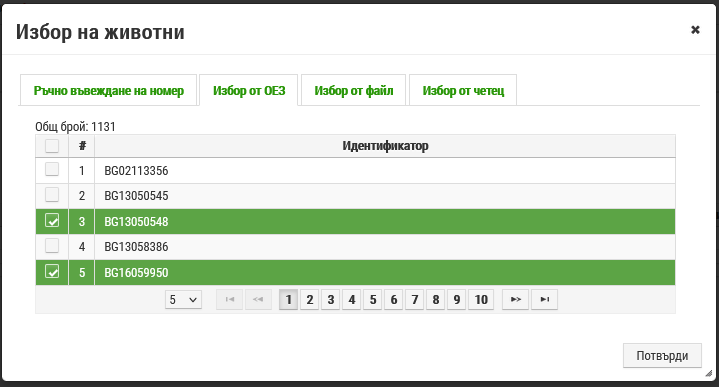 Избор на животни
Ръчно въвеждане на номер Избор от ОЕЗ Избор от файл Избор от четец
Общ брой: 1131
# Идентификатор
1 BG02113356
2 BG13050545
3 BG13050548
4 BG13058386
5 BG16059950
5 1 2 3 4 5 6 7 8 9 10
Потвърди